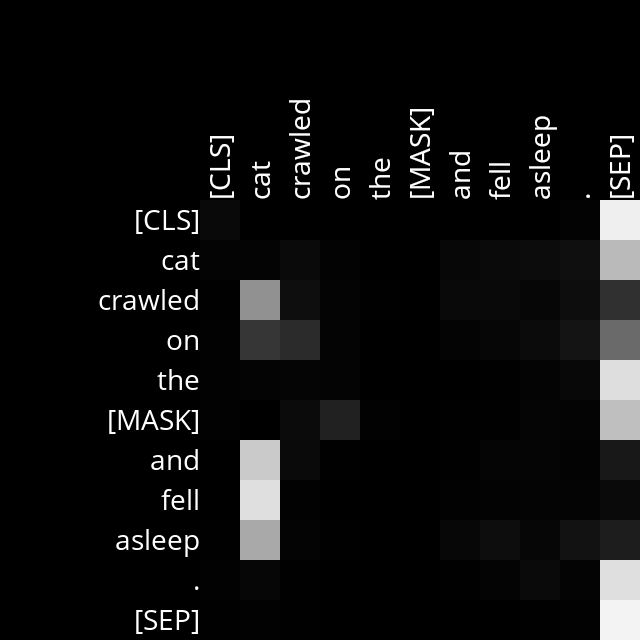 [CLS] cat crawled on the [MASK] and fell asleep . [SEP]
[CLS]
cat
crawled
on
the
[MASK]
and
fell
asleep
.
[SEP]